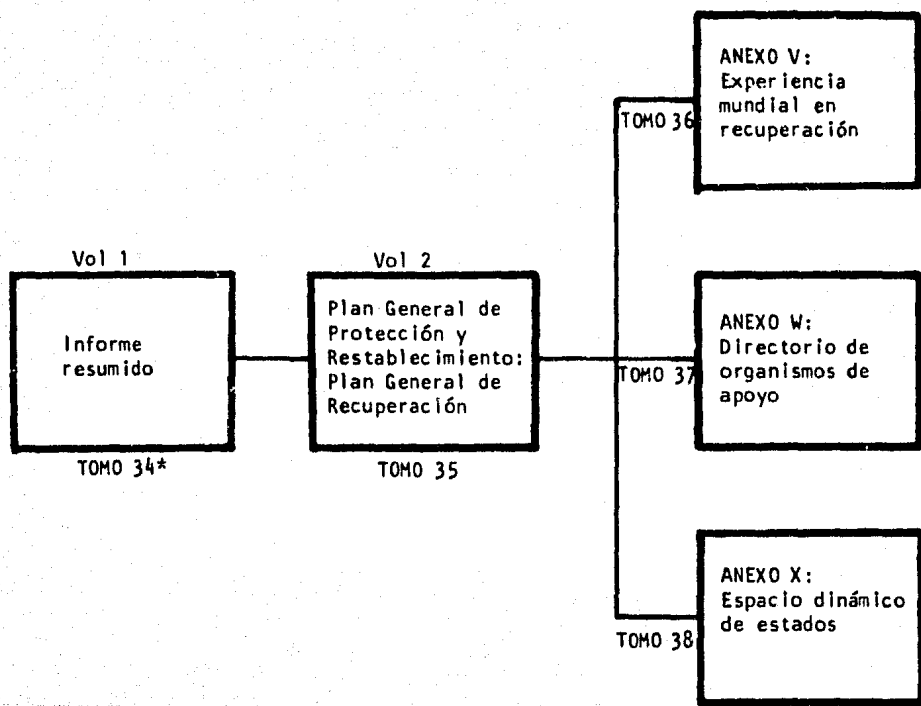 Vol 1
Informe
resumido
TOMO 34*
Vol 2
Plan General de
Protección y
Restablecimiento:
Plan General de
Recuperación
TOMO 35
TOMO 36
ANEXO V:
Experiencia
mundial en
recuperación
TOMO 37
ANEXO W:
Directorio de
organismos de
apoyo
TOMO 38
ANEXO X:
Espacio dinámico
de estados